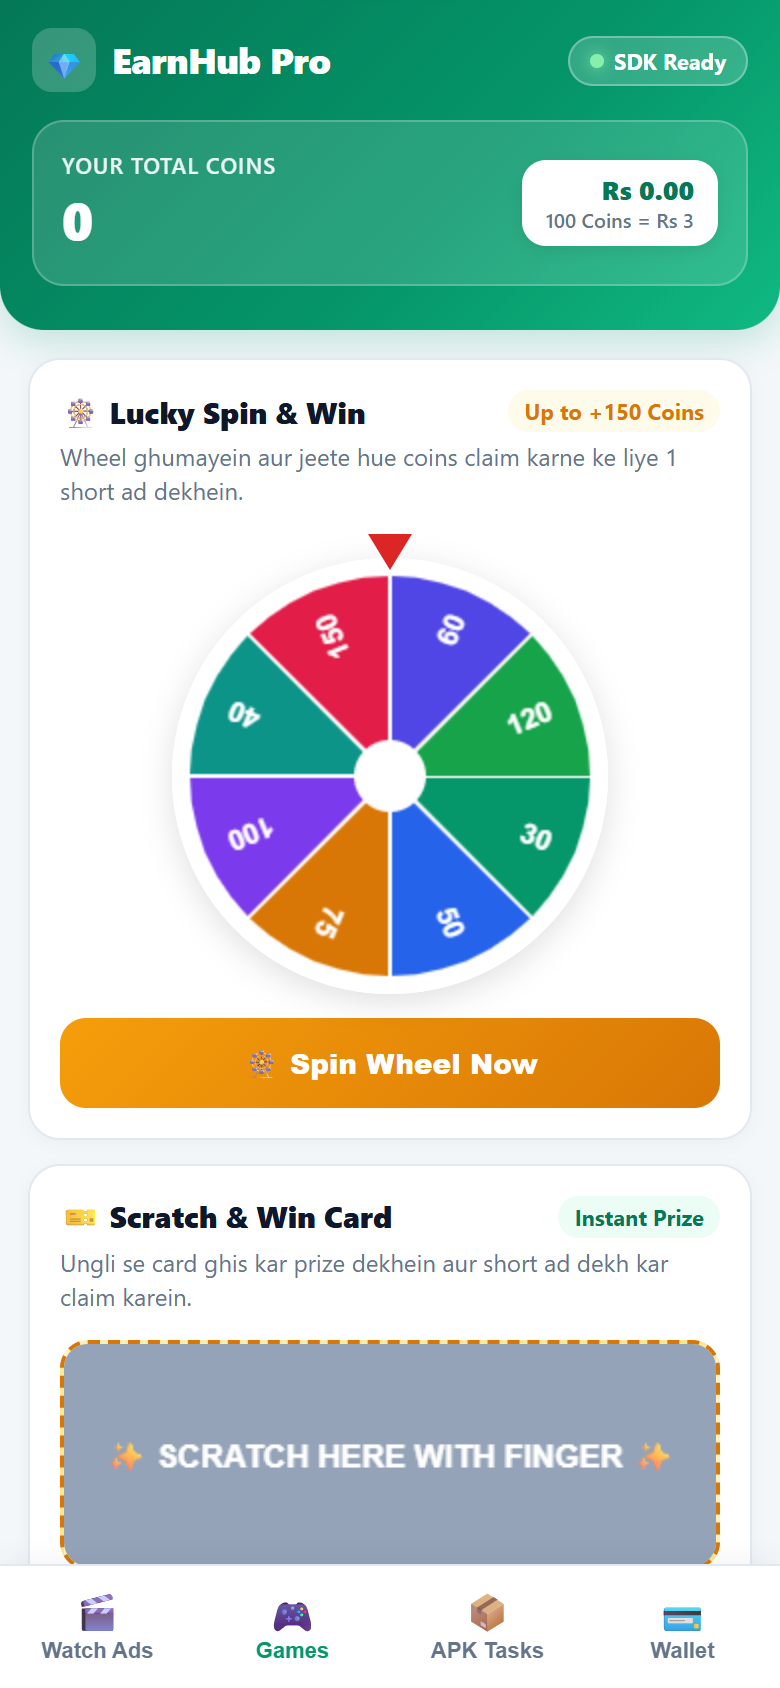 EarnHub Pro
SDK Ready
YOUR TOTAL COINS
0
Rs 0.00
100 Coins = Rs 3
Lucky Spin & Win
Up to +150 Coins
Wheel ghumayein aur jeete hue coins claim karne ke liye 1
short ad dekhein.
150
60
40
120
100
30
75
50
Spin Wheel Now
Scratch & Win Card
Instant Prize
Ungli se card ghis kar prize dekhein aur short ad dekh kar
claim karein.
✨ SCRATCH HERE WITH FINGER ✨
Watch Ads
Games
APK Tasks
Wallet